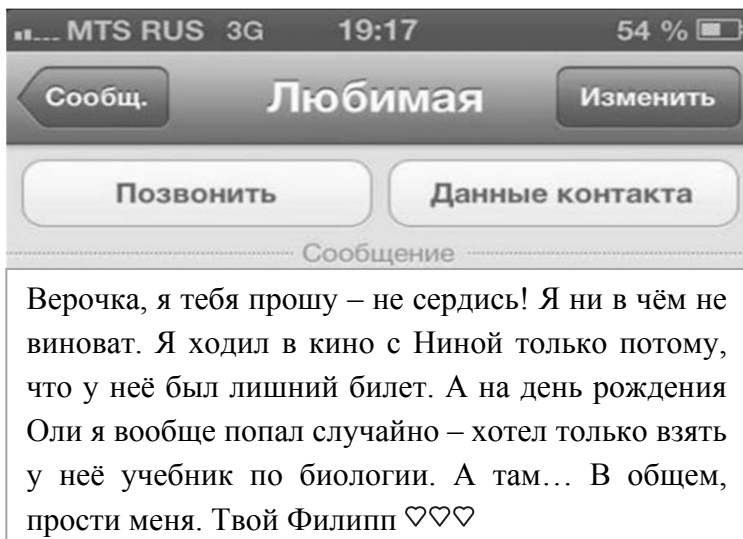 MTS RUS 3G 19:17 54 %
Сообщ. Любимая Изменить
Позвонить Данные контакта
Сообщение
Верочка, я тебя прошу – не сердись! Я ни в чём не
виноват. Я ходил в кино с Ниной только потому,
что у неё был лишний билет. А на день рождения
Оли я вообще попал случайно – хотел только взять
у неё учебник по биологии. А там… В общем,
прости меня. Твой Филипп ♡♡♡